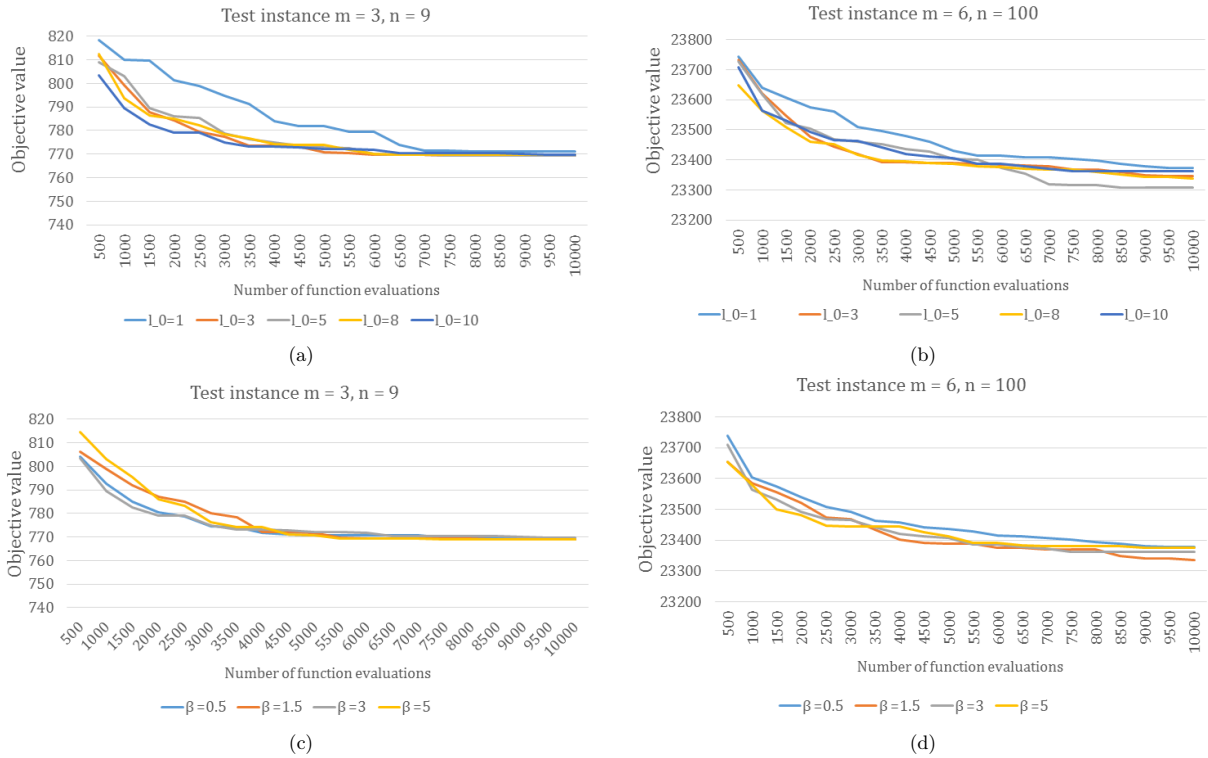 Test instance m = 3, n = 9
Objective value
820
810
800
790
780
770
760
750
740
500 1000 1500 2000 2500 3000 3500 4000 4500 5000 5500 6000 6500 7000 7500 8000 8500 9000 9500 10000
Number of function evaluations
l_0=1 l_0=3 l_0=5 l_0=8 l_0=10
(a)
Test instance m = 6, n = 100
Objective value
23800
23700
23600
23500
23400
23300
23200
500 1000 1500 2000 2500 3000 3500 4000 4500 5000 5500 6000 6500 7000 7500 8000 8500 9000 9500 10000
Number of function evaluations
l_0=1 l_0=3 l_0=5 l_0=8 l_0=10
(b)
Test instance m = 3, n = 9
Objective value
820
810
800
790
780
770
760
750
740
500 1000 1500 2000 2500 3000 3500 4000 4500 5000 5500 6000 6500 7000 7500 8000 8500 9000 9500 10000
Number of function evaluations
β=0.5 β=1.5 β=3 β=5
(c)
Test instance m = 6, n = 100
Objective value
23800
23700
23600
23500
23400
23300
23200
500 1000 1500 2000 2500 3000 3500 4000 4500 5000 5500 6000 6500 7000 7500 8000 8500 9000 9500 10000
Number of function evaluations
β=0.5 β=1.5 β=3 β=5
(d)